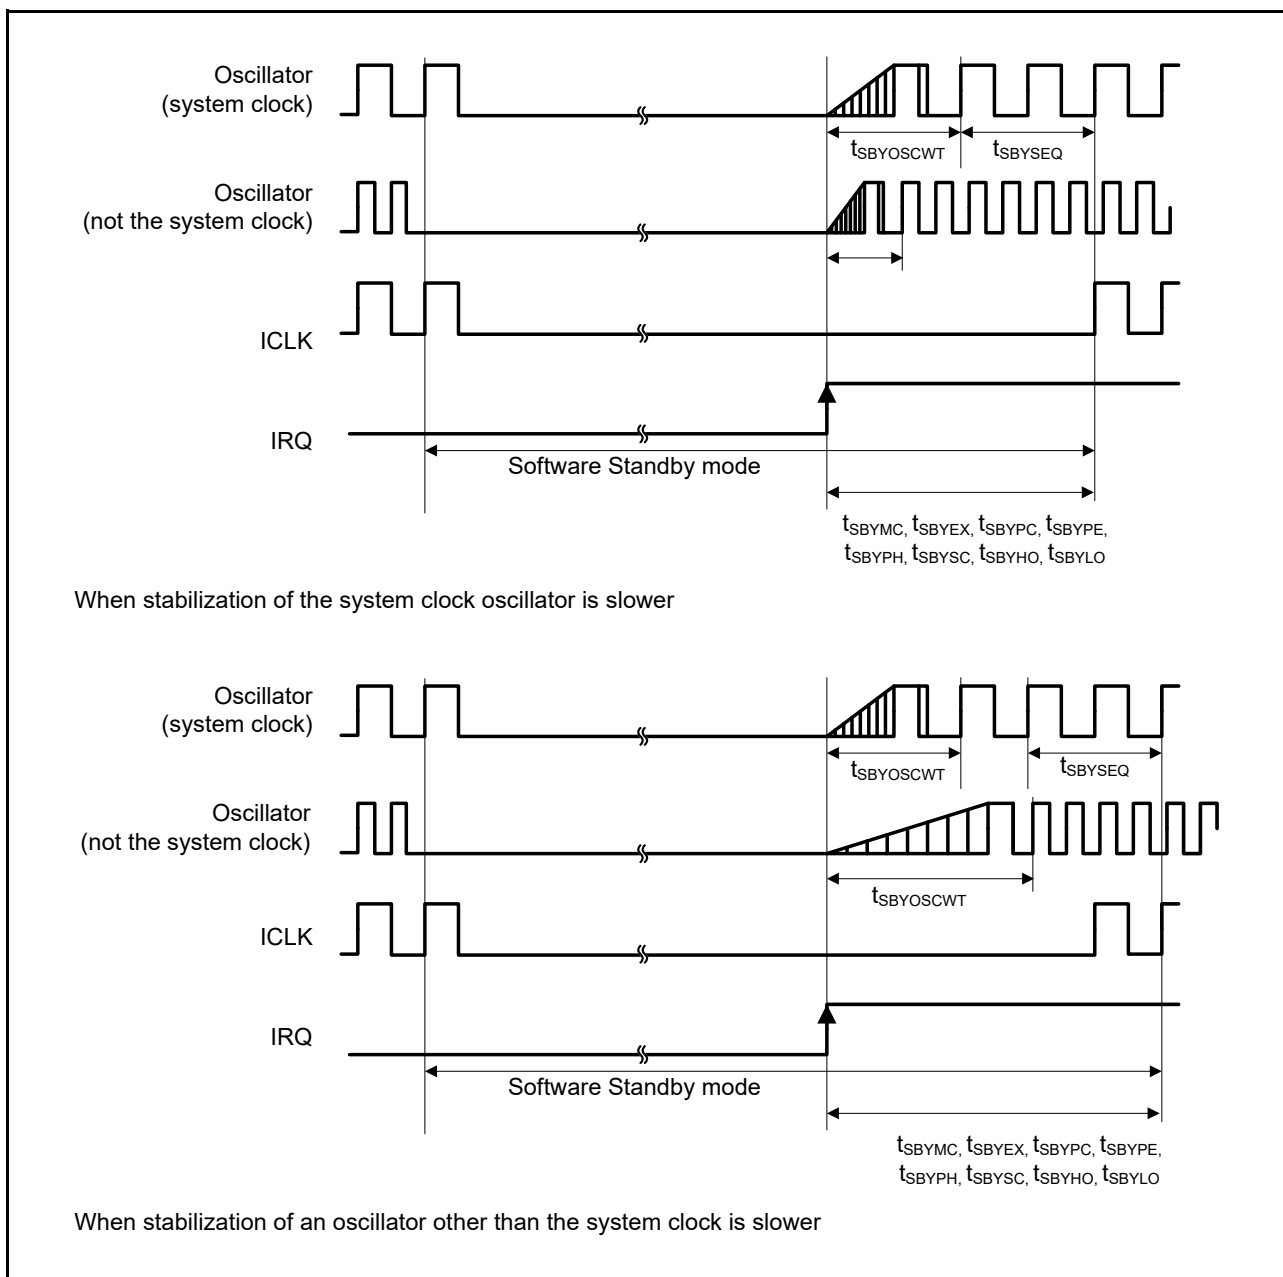 Oscillator
(system clock)
tSBYOSCWT
tSBYSEQ
Oscillator
(not the system clock)
ICLK
IRQ
Software Standby mode
tSBYMC, tSBYEX, tSBYPC, tSBYPE,
tSBYPH, tSBYSC, tSBYHO, tSBYLO
When stabilization of the system clock oscillator is slower
Oscillator
(system clock)
tSBYOSCWT
tSBYSEQ
Oscillator
(not the system clock)
tSBYOSCWT
ICLK
IRQ
Software Standby mode
tSBYMC, tSBYEX, tSBYPC, tSBYPE,
tSBYPH, tSBYSC, tSBYHO, tSBYLO
When stabilization of an oscillator other than the system clock is slower